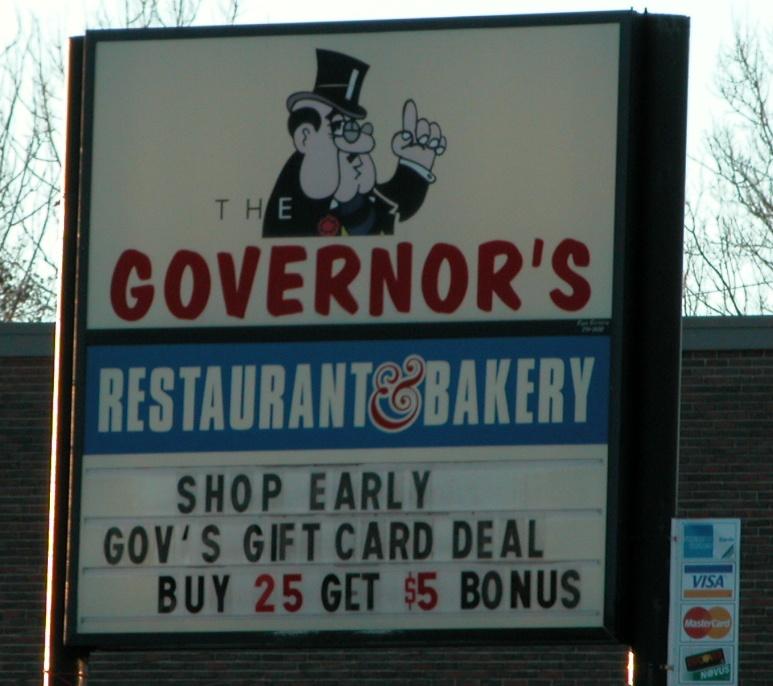 THE
GOVERNOR'S
RESTAURANT & BAKERY
SHOP EARLY
GOV'S GIFT CARD DEAL
BUY 25 GET $5 BONUS
VISA
MasterCard
NOVUS